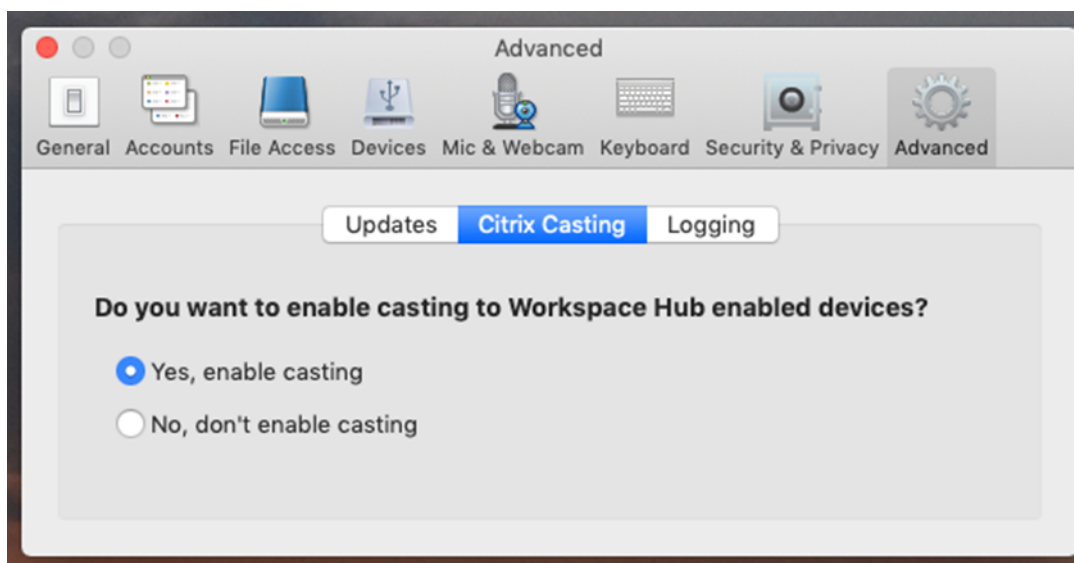 Advanced
General Accounts File Access Devices Mic & Webcam Keyboard Security & Privacy Advanced
Updates Citrix Casting Logging
Do you want to enable casting to Workspace Hub enabled devices?
Yes, enable casting
No, don't enable casting